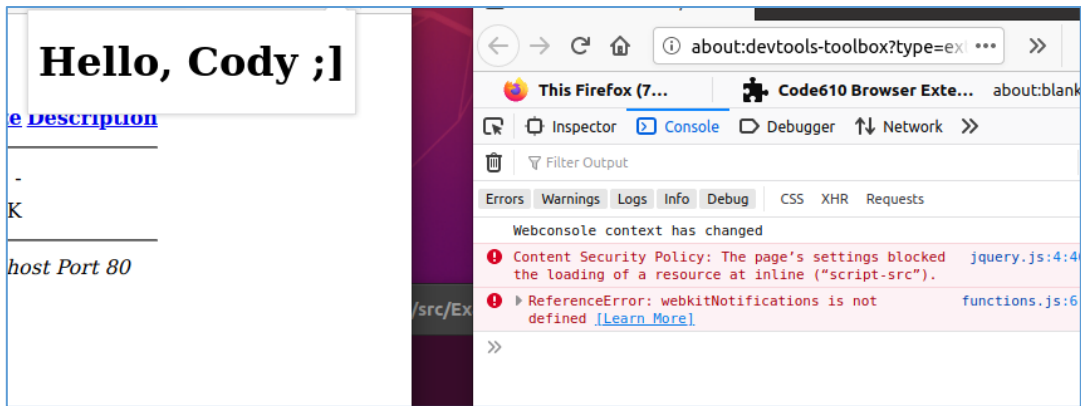 Hello, Cody ;]
e Description
-
K
host Port 80
/src/Ex
about:devtools-toolbox?type=ex
This Firefox (7... Code610 Browser Exte... about:blank
Inspector Console Debugger Network
Filter Output
Errors Warnings Logs Info Debug CSS XHR Requests
Webconsole context has changed
Content Security Policy: The page's settings blocked jquery.js:4:4
the loading of a resource at inline (“script-src”).
ReferenceError: webkitNotifications is not functions.js:6
defined [Learn More]